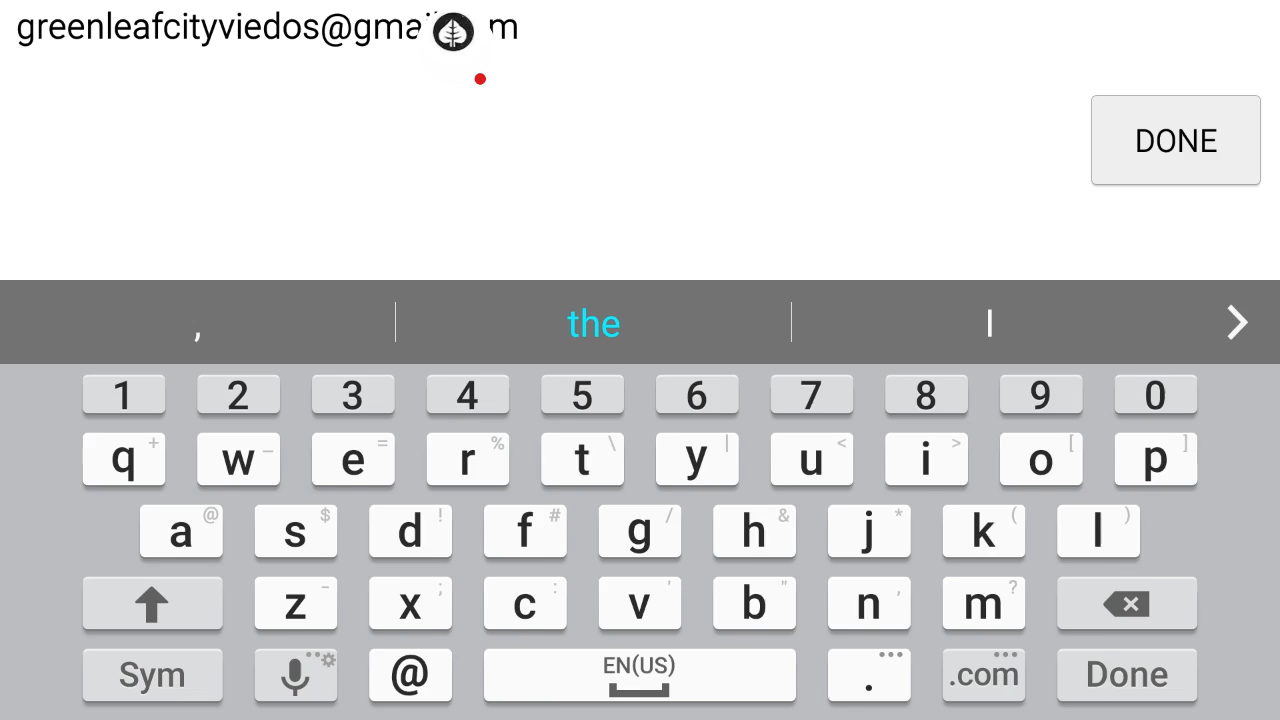 greenleafcityviedos@gma m
DONE
, the I
1 2 3 4 5 6 7 8 9 0
q + w – e = r % t \ y | u < i > o [ p ]
a @ s $ d ! f # g / h & j * k ( l )
z - x ; c : v ' b " n , m ?
Sym @ EN(US) . .com Done